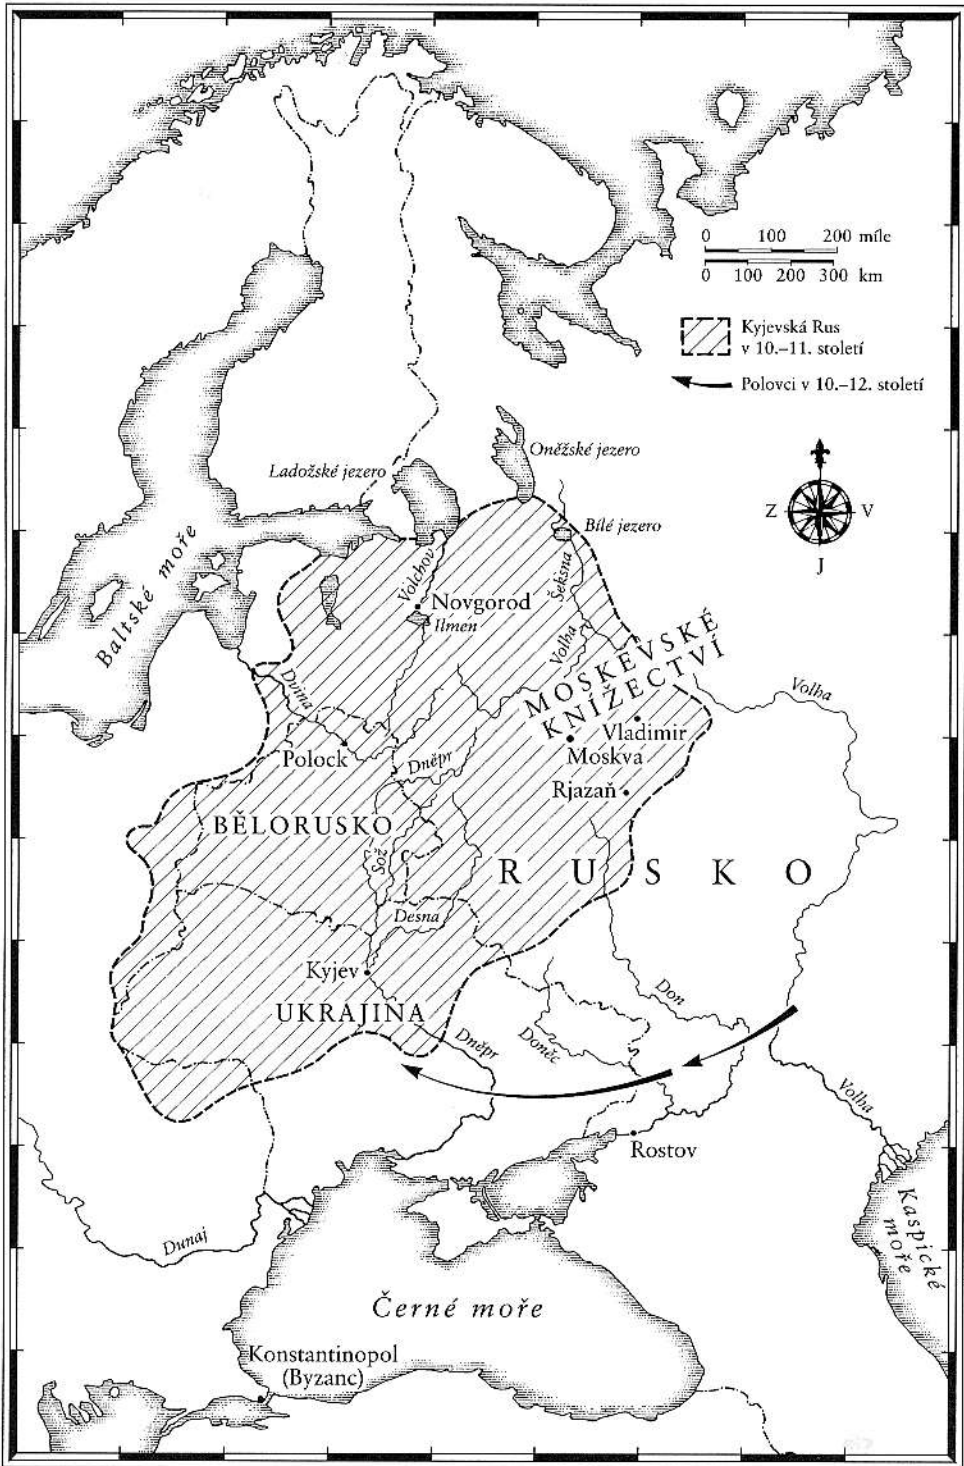 0 100 200 míle
0 100 200 300 km
Kyjevská Rus
v 10.–11. století
Polovci v 10.–12. století
Oněžské jezero
Ladožské jezero
Z V
J
Bílé jezero
Baltské moře
Volchov
Šeksna
Novgorod
Ilmen
Volha
MOSKEVSKÉ
KNÍŽECTVÍ
Dvina
Volha
Vladimir
Moskva
Polock
Dněpr
Rjazaň
BĚLORUSKO
Sož
RUSKO
Desna
Kyjev
UKRAJINA
Don
Dněpr
Doněc
Volha
Rostov
Dunaj
Kaspické
moře
Černé moře
Konstantinopol
(Byzanc)